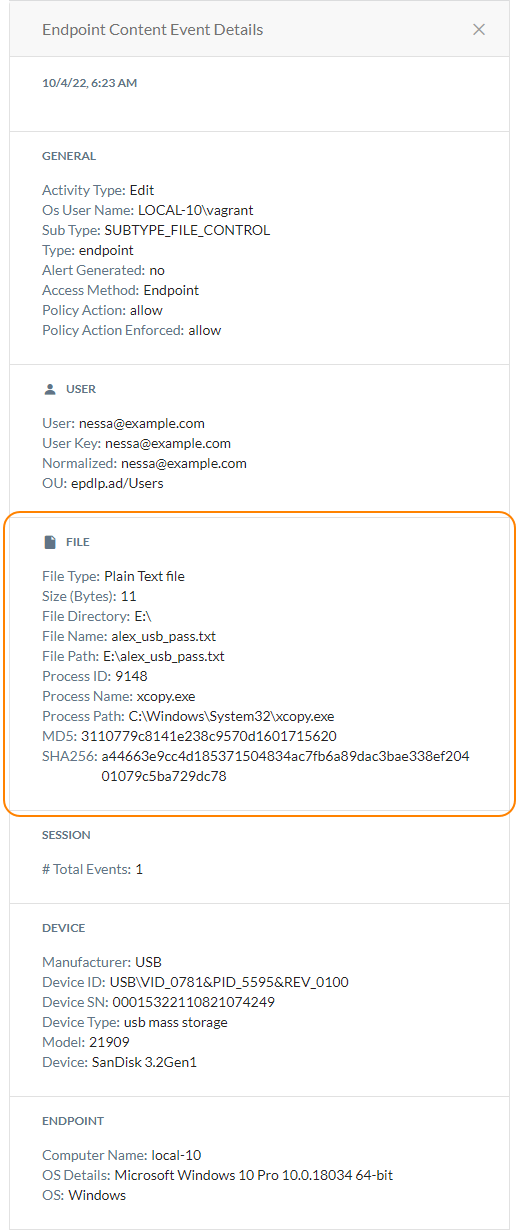 Endpoint Content Event Details
10/4/22, 6:23 AM
GENERAL
Activity Type: Edit
Os User Name: LOCAL-10\vagrant
Sub Type: SUBTYPE_FILE_CONTROL
Type: endpoint
Alert Generated: no
Access Method: Endpoint
Policy Action: allow
Policy Action Enforced: allow
USER
User: nessa@example.com
User Key: nessa@example.com
Normalized: nessa@example.com
OU: epdlp.ad/Users
FILE
File Type: Plain Text file
Size (Bytes): 11
File Directory: E:\
File Name: alex_usb_pass.txt
File Path: E:\alex_usb_pass.txt
Process ID: 9148
Process Name: xcopy.exe
Process Path: C:\Windows\System32\xcopy.exe
MD5: 3110779c8141e238c9570d1601715620
SHA256: a44663e9cc4d185371504834ac7fb6a89dac3bae338ef204
01079c5ba729dc78
SESSION
# Total Events: 1
DEVICE
Manufacturer: USB
Device ID: USB\VID_0781&PID_5595&REV_0100
Device SN: 00015322110821074249
Device Type: usb mass storage
Model: 21909
Device: SanDisk 3.2Gen1
ENDPOINT
Computer Name: local-10
OS Details: Microsoft Windows 10 Pro 10.0.18034 64-bit
OS: Windows